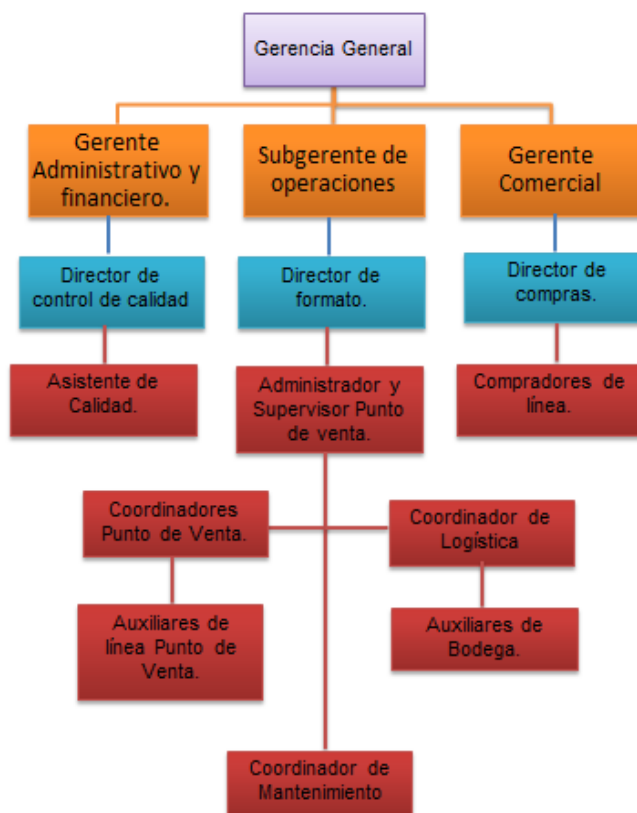 Gerencia General
Gerente
Administrativo y
financiero.
Subgerente de
operaciones
Gerente
Comercial
Director de
control de calidad
Director de
formato.
Director de
compras.
Asistente de
Calidad.
Administrador y
Supervisor Punto
de venta.
Compradores de
línea.
Coordinadores
Punto de Venta.
Coordinador de
Logística
Auxiliares de
línea Punto de
Venta.
Auxiliares de
Bodega.
Coordinador de
Mantenimiento